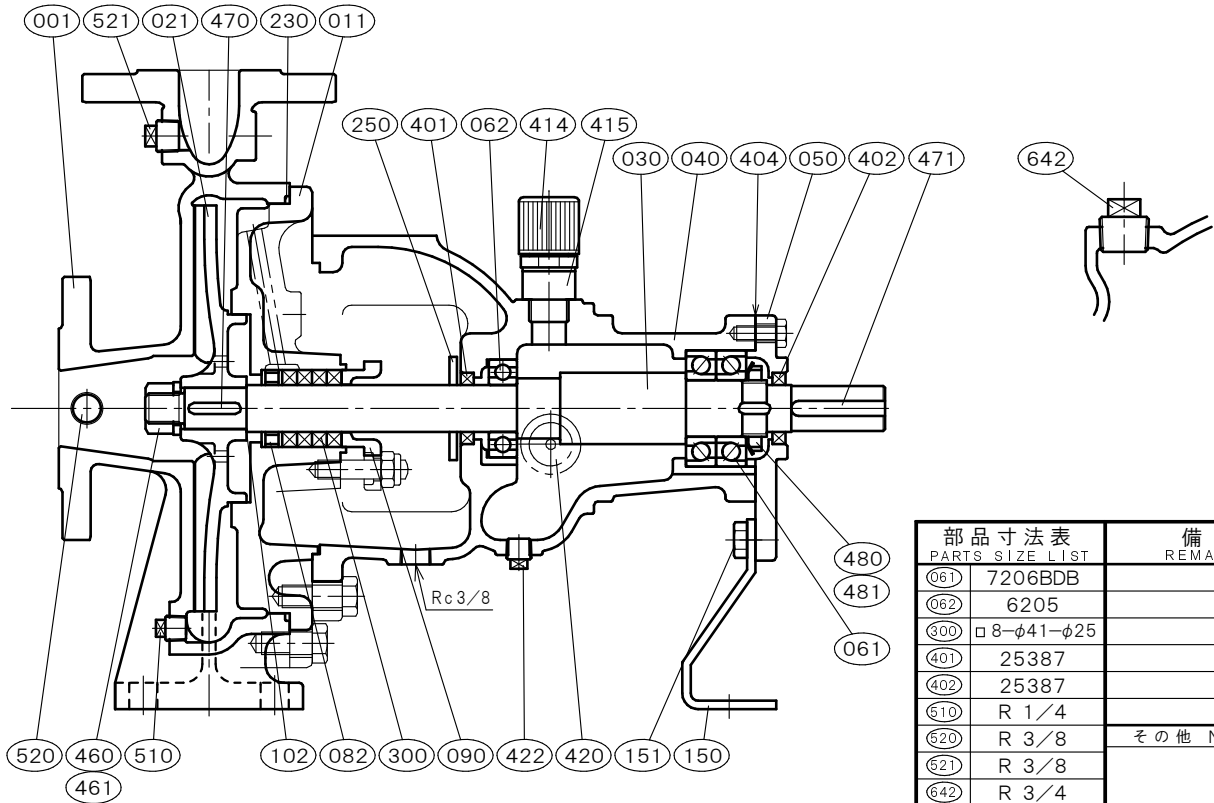 001 521 021 470 230 011
250 401 062 414 415
030 040 404 050 402 471
642
Rc3/8
480
481
061
520 460 510 102 082 300 090 422 420 151 150
461
部品寸法表 備
PARTS SIZE LIST REMA
061 7206BDB
062 6205
300 □8-φ41-φ25
401 25387
402 25387
510 R 1/4
520 R 3/8 その他 N
521 R 3/8
642 R 3/4